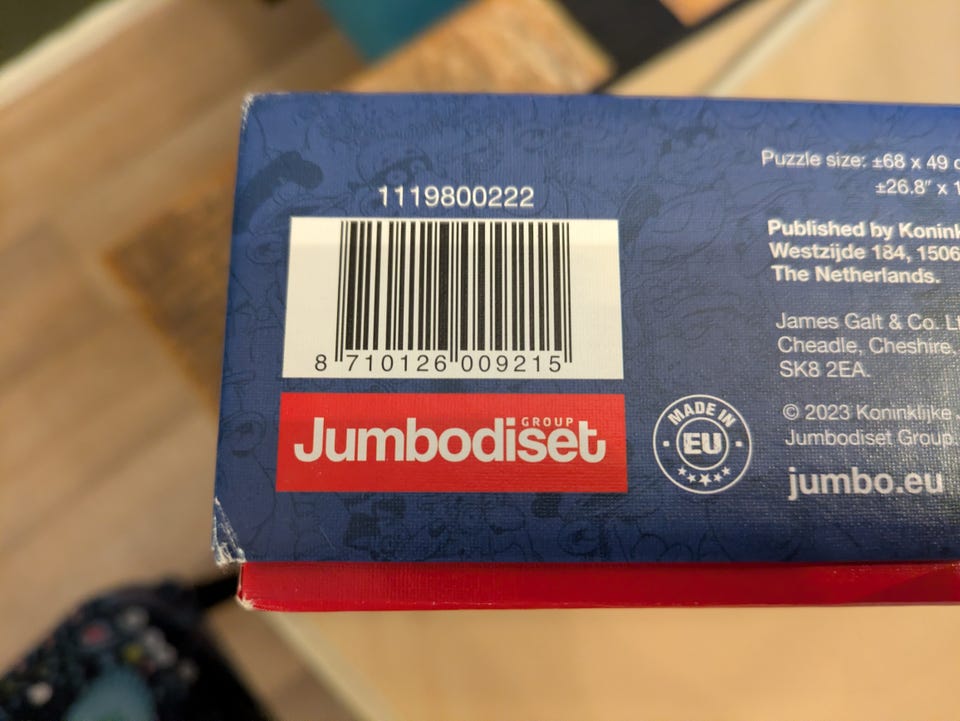 1119800222
8 710126 009215
GROUP
Jumbodiset
MADE IN
EU
Puzzle size: ±68 x 49
±26.8" x
Published by
Westzijde 184,
The Netherlands.
James Galt & Co.
Cheadle, Cheshire,
SK8 2EA.
© 2023 Koninklijke
Jumbodiset Group.
jumbo.eu